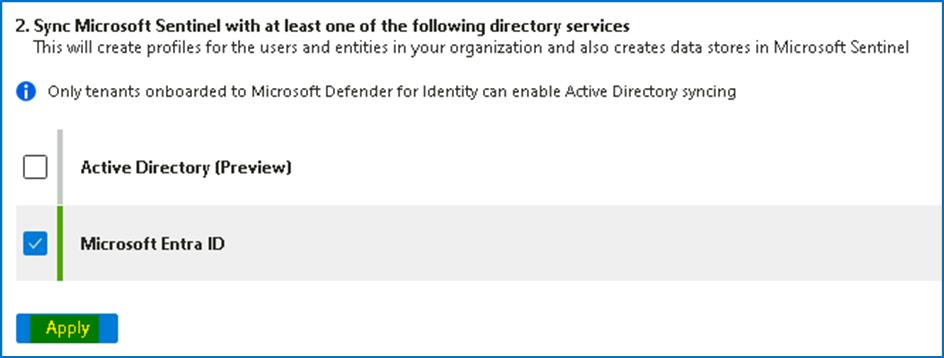 2. Sync Microsoft Sentinel with at least one of the following directory services
This will create profiles for the users and entities in your organization and also creates data stores in Microsoft Sentinel
Only tenants onboarded to Microsoft Defender for Identity can enable Active Directory syncing
Active Directory (Preview)
Microsoft Entra ID
Apply